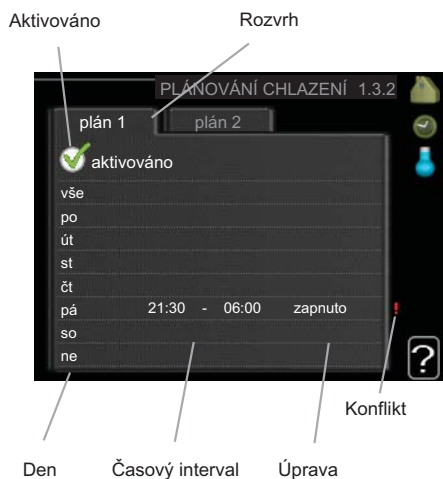 Aktivováno Rozvrh
PLÁNOVÁNÍ CHLAZENÍ 1.3.2
plán 1 plán 2
aktivováno
vše
po
út
st
čt
pá 21:30 - 06:00 zapnuto !
so
ne
?
Konflikt
Den Časový interval Úprava